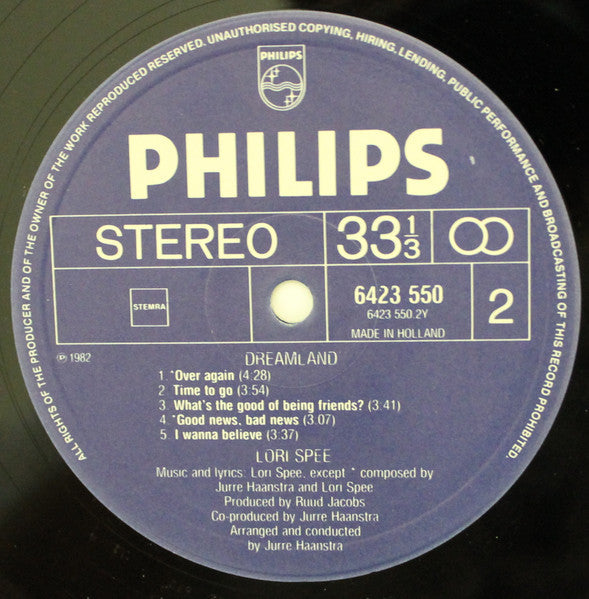 ALL RIGHTS OF THE PRODUCER AND OF THE OWNER OF THE WORK REPRODUCED RESERVED. UNAUTHORISED COPYING, HIRING, LENDING, PUBLIC PERFORMANCE AND BROADCASTING OF THIS RECORD PROHIBITED.
PHILIPS
PHILIPS
STEREO
33 1/3
STEMRA
6423 550
6423 550.2Y
MADE IN HOLLAND
2
℗ 1982
DREAMLAND
1. *Over again (4:28)
2. Time to go (3:54)
3. What's the good of being friends? (3:41)
4. *Good news, bad news (3.07)
5. I wanna believe (3:37)
LORI SPEE
Music and lyrics: Lori Spee, except * composed by
Jurre Haanstra and Lori Spee
Produced by Ruud Jacobs
Co-produced by Jurre Haanstra
Arranged and conducted
by Jurre Haanstra